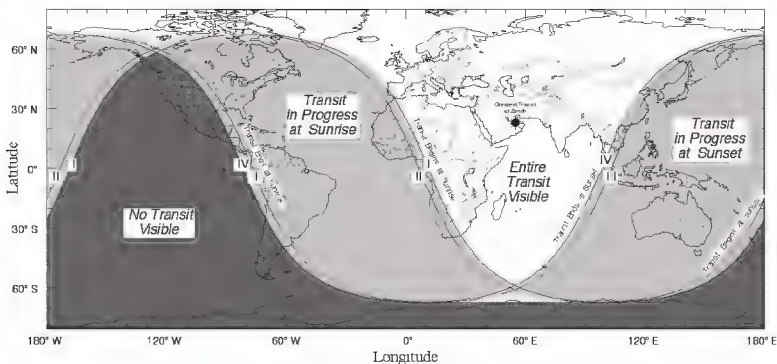 60° N
30° N
0°
30° S
60° S
Latitude
Transit
in Progress
at Sunrise
Greatest Transit
at Zenith
Transit
in Progress
at Sunset
Entire
Transit
Visible
No Transit
Visible
II
I
IV
Transit Begins at Sunrise
II
I
Transit Ends at Sunset
IV
Transit Begins at Sunset
180° W
120° W
60° W
0°
60° E
120° E
180° E
Longitude